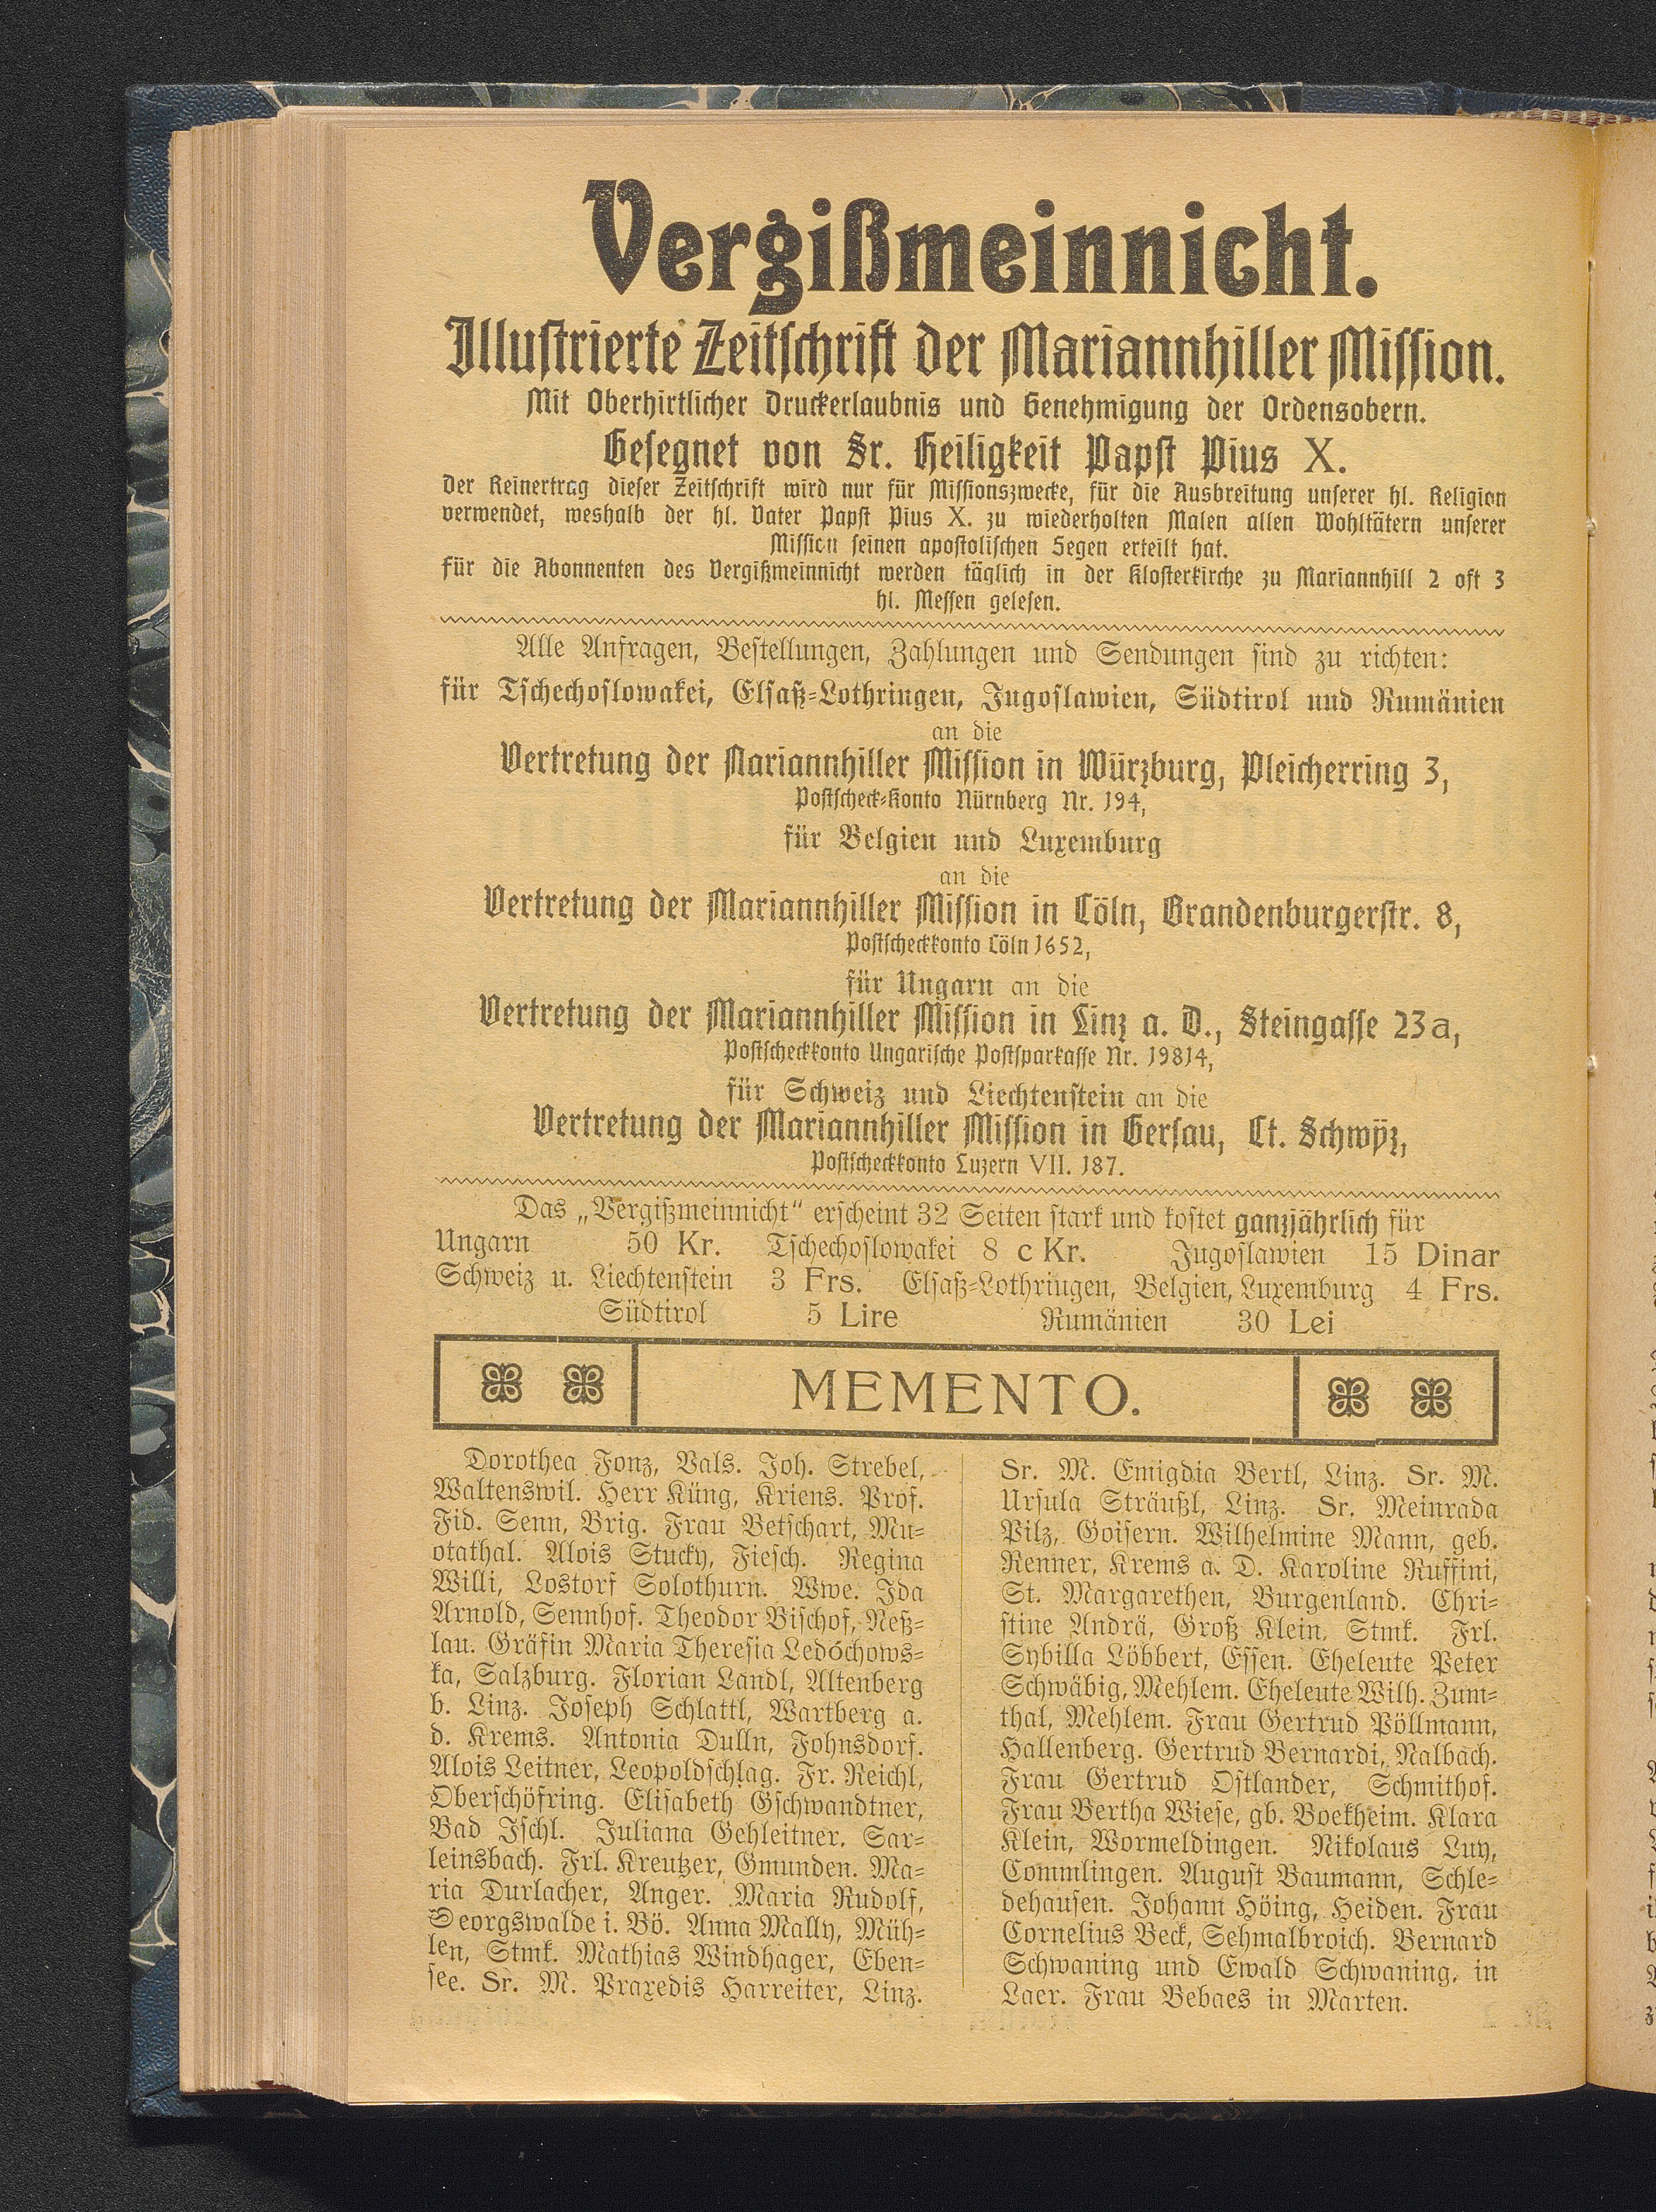 Vergißmeinnicht.
Illustrierte Zeitschrift der Mariannhiller Mission.
Mit Oberhirtlicher Druckerlaubnis und Genehmigung der Ordensobern.
Gesegnet von Sr. Heiligkeit Papst Pius X.
Der Reinertrag dieser Zeitschrift wird nur für Missionszwecke, für die Ausbreitung unserer hl. Religion
verwendet, weshalb der hl. Vater Papst Pius X. zu wiederholten Malen allen Wohltätern unserer
Mission seinen apostolischen Segen erteilt hat.
Für die Abonnenten des Vergißmeinnicht werden täglich in der Klosterkirche zu Mariannhill 2 oft 3
hl. Messen gelesen.
Alle Anfragen, Bestellungen, Zahlungen und Sendungen sind zu richten:
für Tschechoslowakei, Elsaß-Lothringen, Jugoslawien, Südtirol und Rumänien
an die
Vertretung der Mariannhiller Mission in Würzburg, Pleicherring 3,
Postscheck-Konto Nürnberg Nr. 194,
für Belgien und Luxemburg
an die
Vertretung der Mariannhiller Mission in Cöln, Brandenburgerstr. 8,
Postscheckkonto Cöln 1652,
für Ungarn an die
Vertretung der Mariannhiller Mission in Linz a. D., Steingasse 23a,
Postscheckkonto Ungarische Postsparkasse Nr. 19814,
für Schweiz und Liechtenstein an die
Vertretung der Mariannhiller Mission in Gersau, Ct. Schwÿz,
Postscheckkonto Luzern VII. 187.
Das „Vergißmeinnicht“ erscheint 32 Seiten stark und kostet ganzjährlich für
Ungarn 50 Kr. Tschechoslowakei 8 c Kr. Jugoslawien 15 Dinar
Schweiz u. Liechtenstein 3 Frs. Elsaß-Lothringen, Belgien, Luxemburg 4 Frs.
Südtirol 5 Lire Rumänien 30 Lei
MEMENTO.
Dorothea Fonz, Vals. Joh. Strebel,
Waltenswil. Herr Küng, Kriens. Prof.
Fid. Senn, Brig. Frau Betschart, Mu-
otathal. Alois Stucky, Fiesch. Regina
Willi, Lostorf Solothurn. Wwe. Ida
Arnold, Sennhof. Theodor Bischof, Neß-
lau. Gräfin Maria Theresia Ledóchows-
ka, Salzburg. Florian Landl, Altenberg
b. Linz. Joseph Schlattl, Wartberg a.
d. Krems. Antonia Dulln, Fohnsdorf.
Alois Leitner, Leopoldschlag. Fr. Reichl,
Oberschöfring. Elisabeth Gschwandtner,
Bad Ischl. Juliana Gehleitner, Sar-
leinsbach. Frl. Kreutzer, Gmunden. Ma-
ria Durlacher, Anger. Maria Rudolf,
Georgswalde i. Bö. Anna Mally, Müh-
len, Stmk. Mathias Windhager, Eben-
see. Sr. M. Praxedis Harreiter, Linz.
Sr. M. Emigdia Bertl, Linz. Sr. M.
Ursula Sträußl, Linz. Sr. Meinrada
Pilz, Goisern. Wilhelmine Mann, geb.
Renner, Krems a. D. Karoline Ruffini,
St. Margarethen, Burgenland. Chri-
stine Andrä, Groß Klein, Stmk. Frl.
Sybilla Löbbert, Essen. Eheleute Peter
Schwäbig, Mehlem. Eheleute Wilh. Zum-
thal, Mehlem. Frau Gertrud Pöllmann,
Hallenberg. Gertrud Bernardi, Nalbach.
Frau Gertrud Ostlander, Schmithof.
Frau Bertha Wiese, gb. Boekheim. Klara
Klein, Wormeldingen. Nikolaus Luy,
Commlingen. August Baumann, Schle-
dehausen. Johann Höing, Heiden. Frau
Cornelius Beck, Sehmalbroich. Bernard
Schwaning und Ewald Schwaning, in
Laer. Frau Bebaes in Marten.